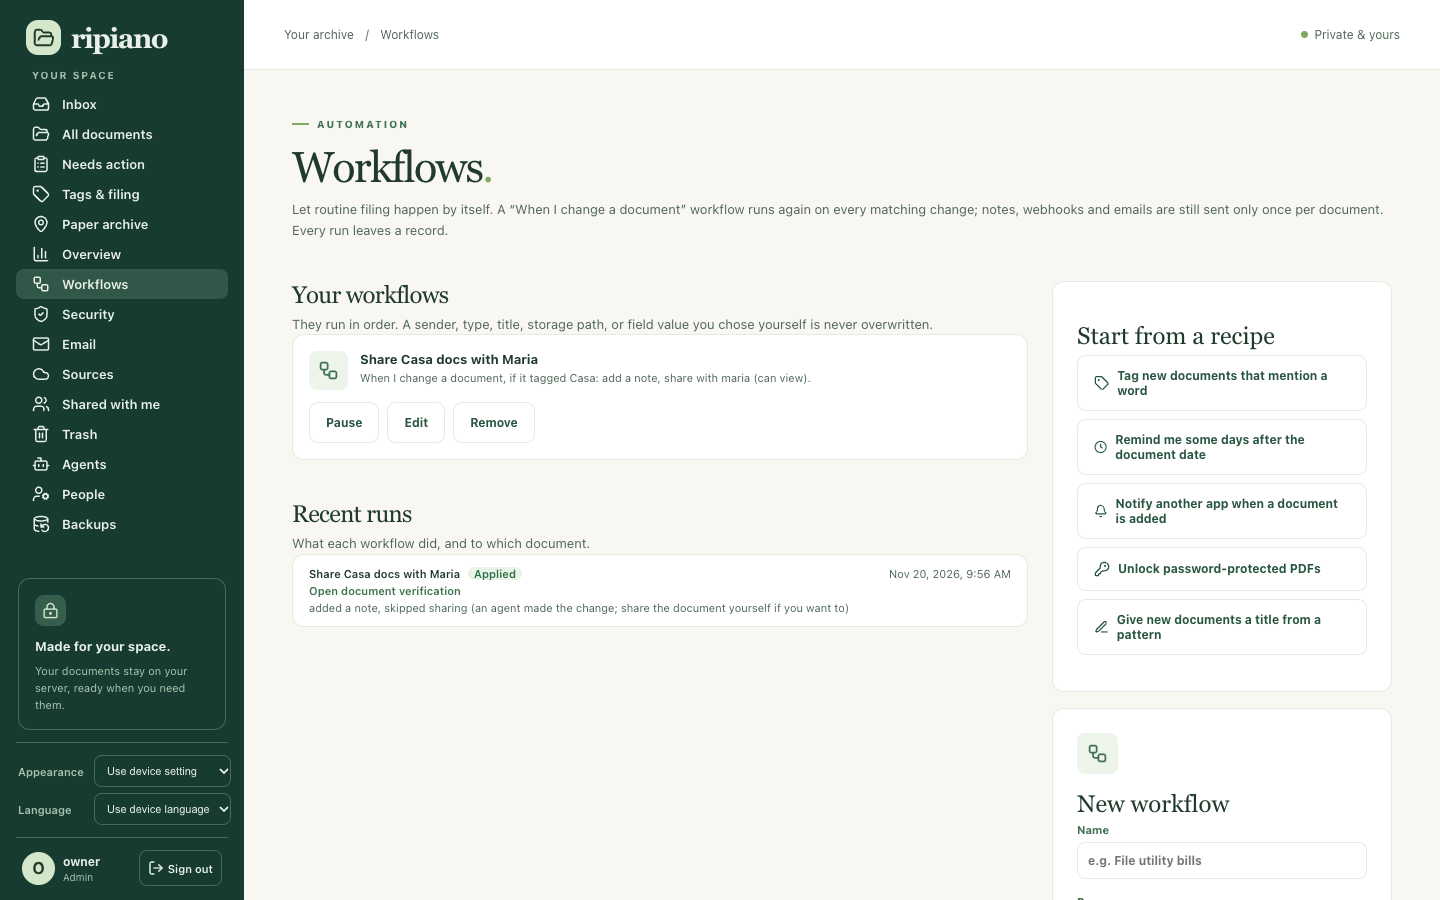 ripiano
YOUR SPACE
Inbox
All documents
Needs action
Tags & filing
Paper archive
Overview
Workflows
Security
Email
Sources
Shared with me
Trash
Agents
People
Backups
Made for your space.
Your documents stay on your
server, ready when you need
them.
Appearance
Use device setting
Language
Use device language
O
owner
Admin
Sign out
Your archive / Workflows
Private & yours
AUTOMATION
Workflows.
Let routine filing happen by itself. A “When I change a document” workflow runs again on every matching change; notes, webhooks and emails are still sent only once per document.
Every run leaves a record.
Your workflows
They run in order. A sender, type, title, storage path, or field value you chose yourself is never overwritten.
Share Casa docs with Maria
When I change a document, if it tagged Casa: add a note, share with maria (can view).
Pause
Edit
Remove
Recent runs
What each workflow did, and to which document.
Share Casa docs with Maria Applied Nov 20, 2026, 9:56 AM
Open document verification
added a note, skipped sharing (an agent made the change; share the document yourself if you want to)
Start from a recipe
Tag new documents that mention a
word
Remind me some days after the
document date
Notify another app when a document
is added
Unlock password-protected PDFs
Give new documents a title from a
pattern
New workflow
Name
e.g. File utility bills